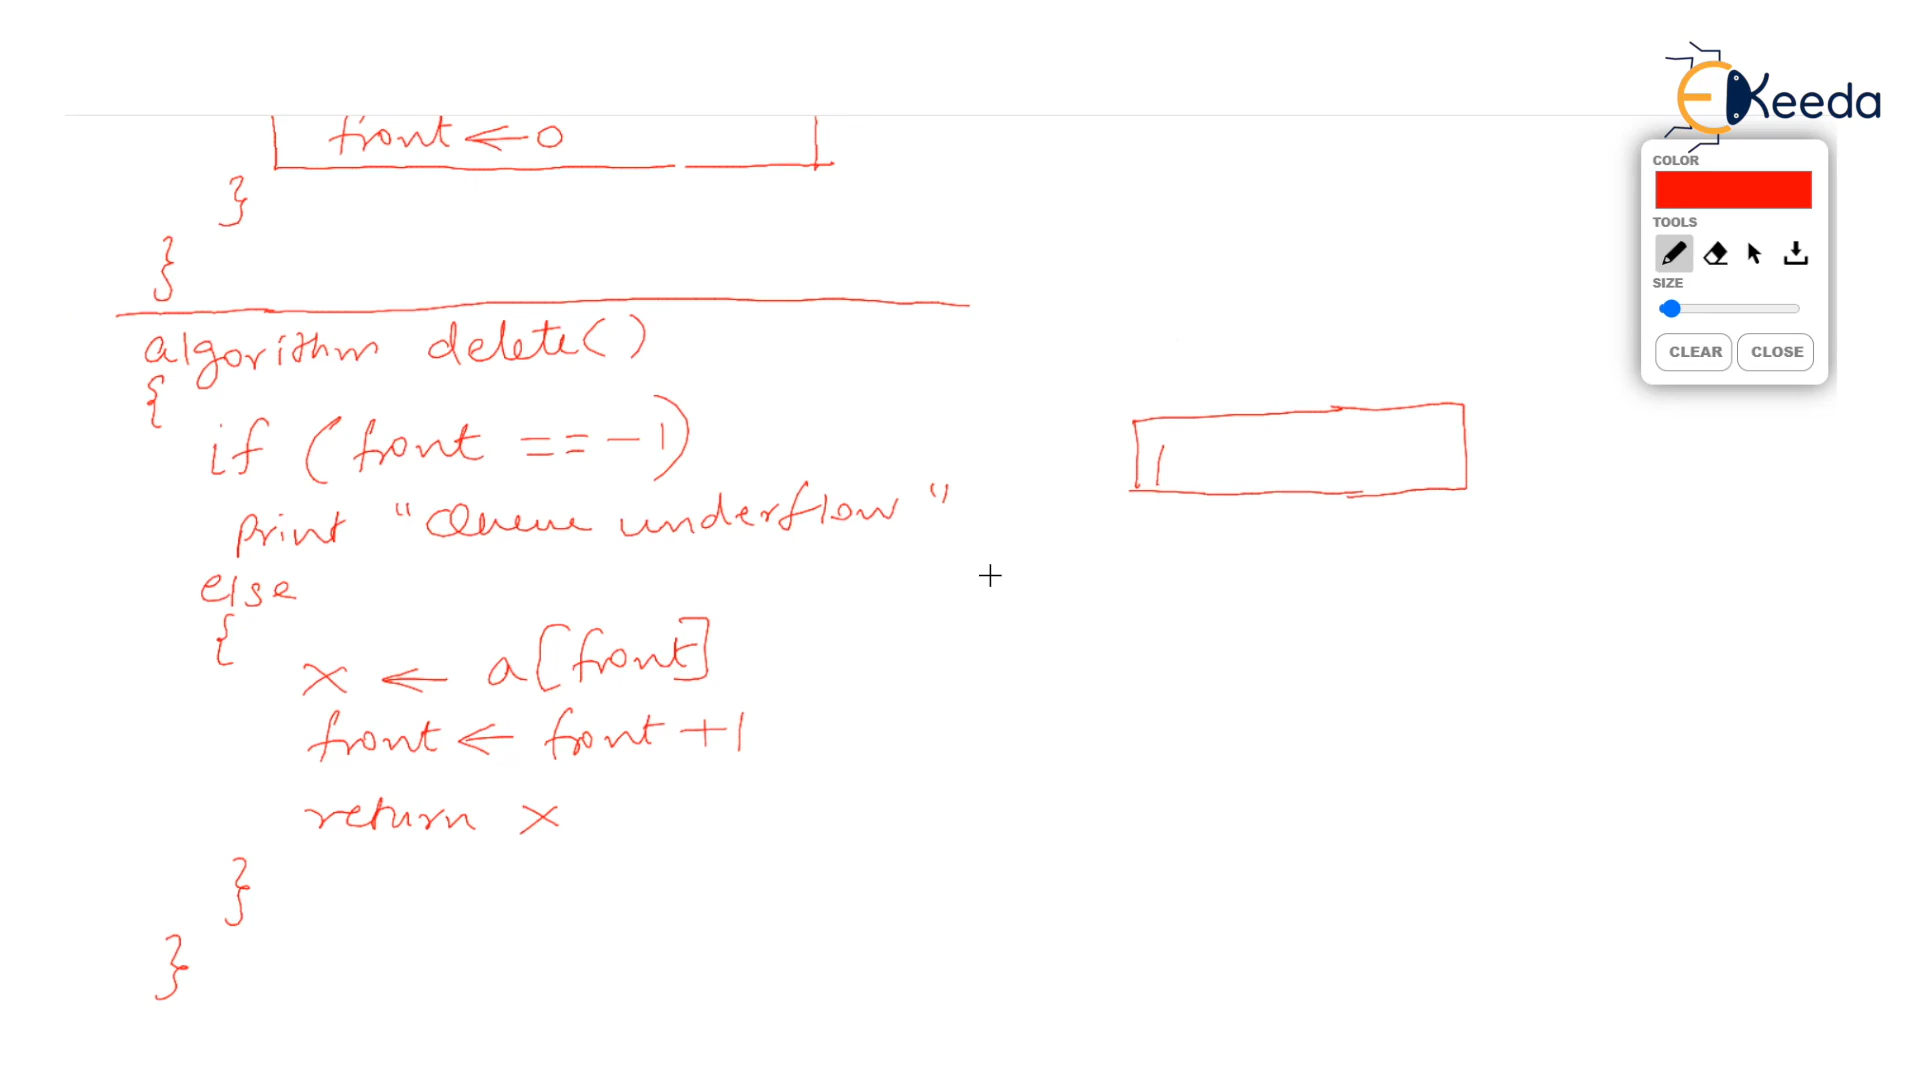 EKeeda
front ← 0
}
}
algorithm delete()
{
if (front == -1)
print "Queue underflow"
else
{
x ← a[front]
front ← front + 1
return x
}
}
COLOR
TOOLS
SIZE
CLEAR CLOSE